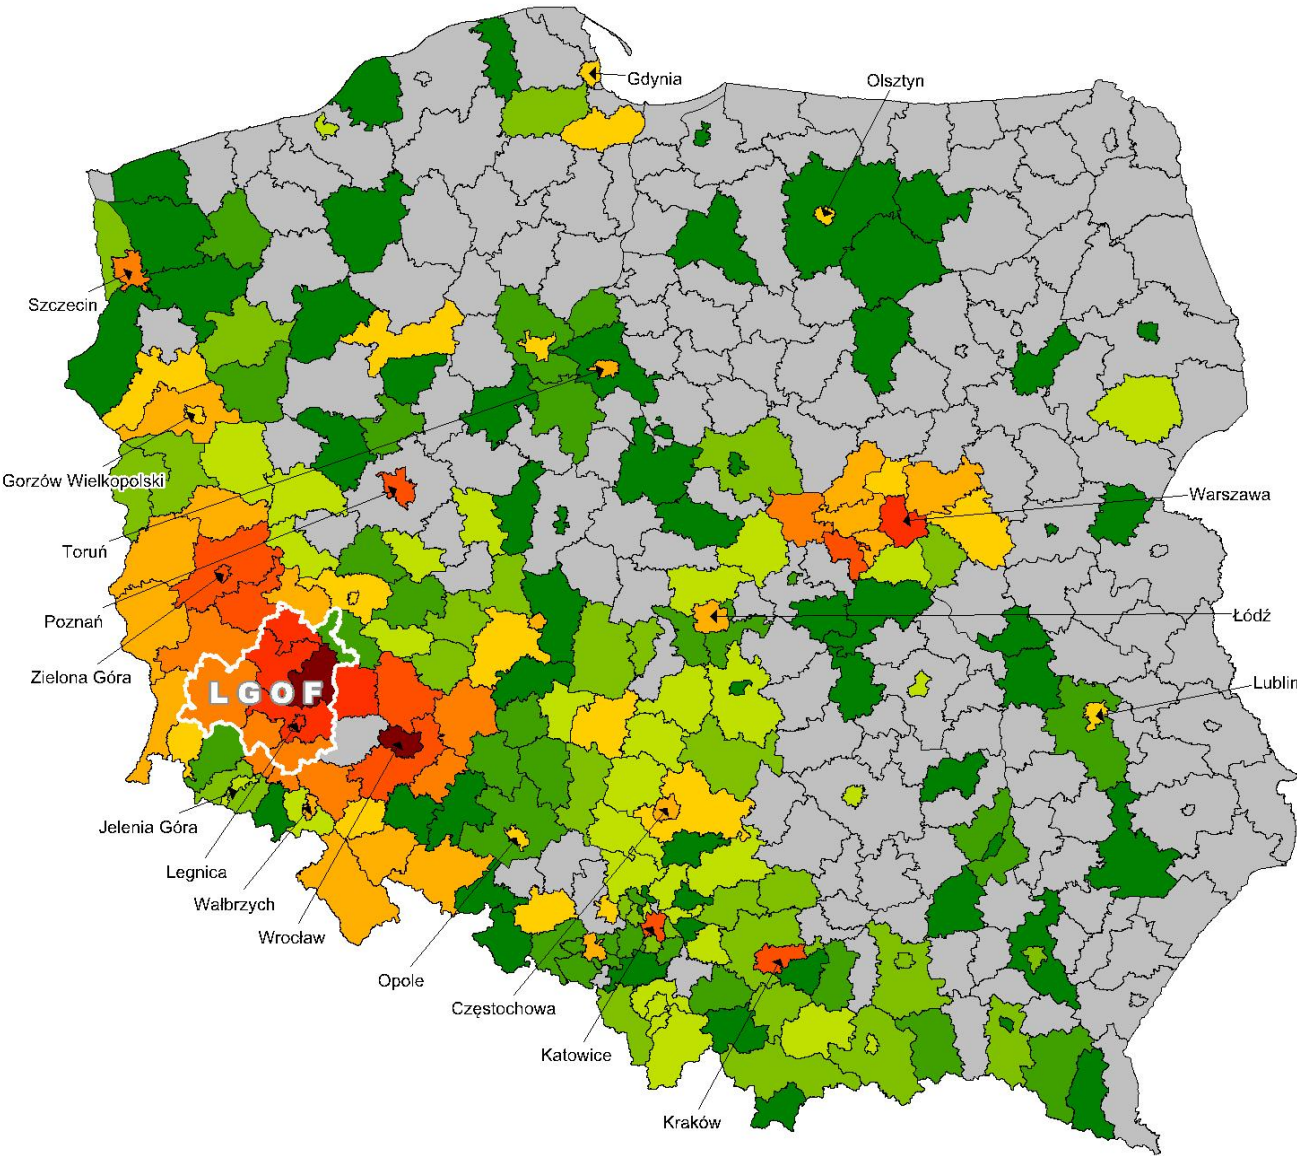 Gdynia
Olsztyn
Szczecin
Gorzów Wielkopolski
Warszawa
Toruń
Poznań
Łódź
Zielona Góra
Lublin
LGOF
Jelenia Góra
Legnica
Wałbrzych
Wrocław
Opole
Częstochowa
Katowice
Kraków